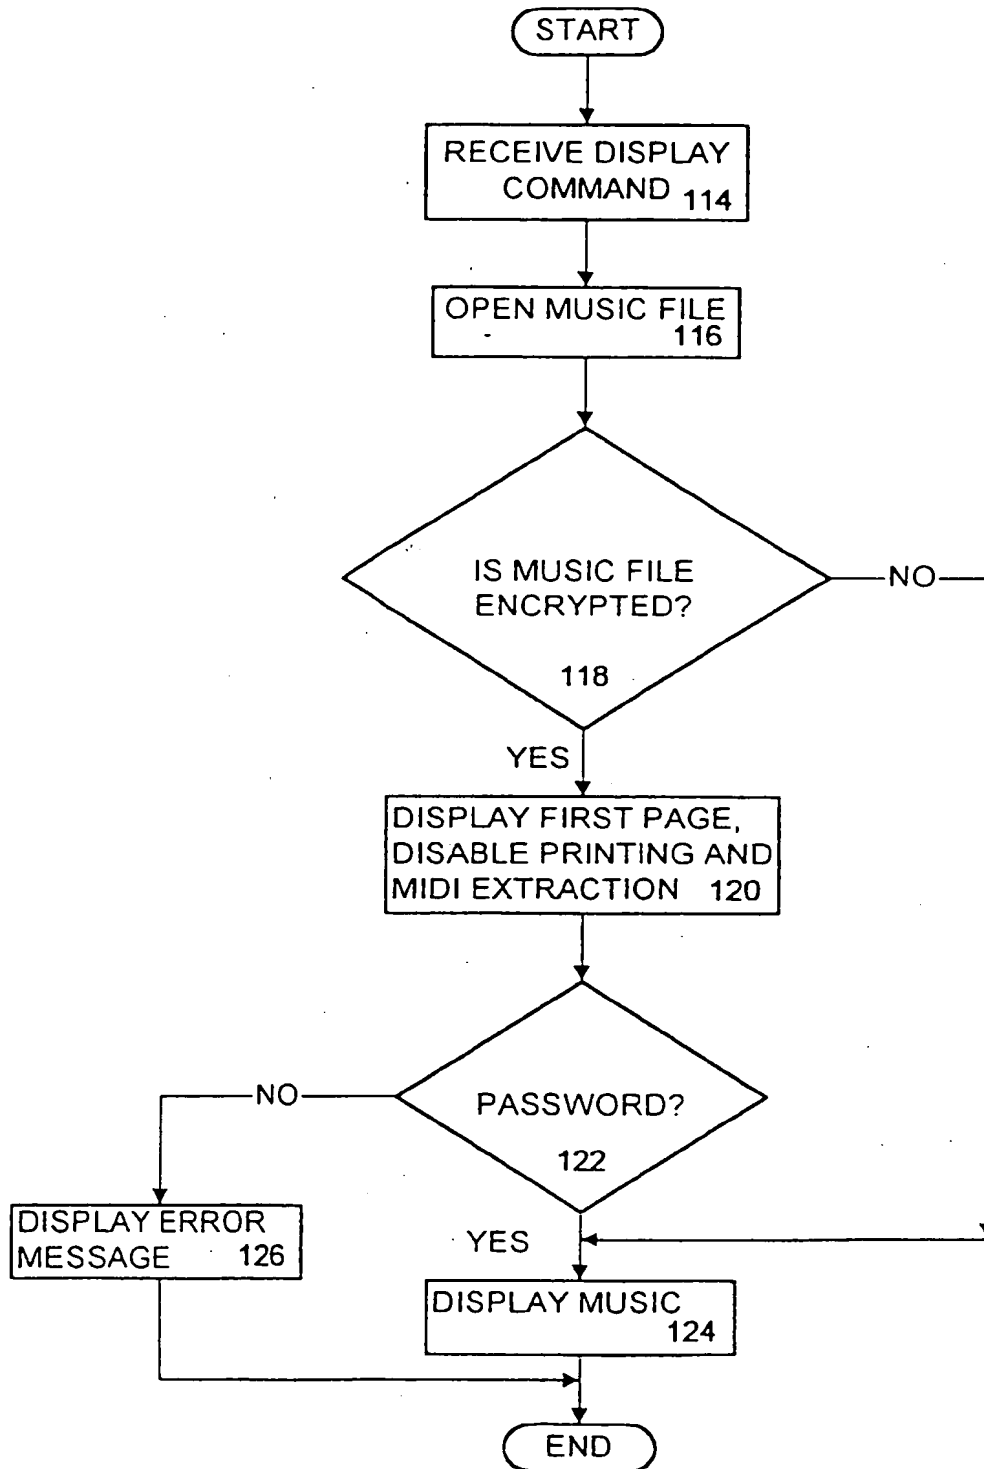 START
RECEIVE DISPLAY
COMMAND 114
OPEN MUSIC FILE
116
IS MUSIC FILE
ENCRYPTED?
118
NO
YES
DISPLAY FIRST PAGE,
DISABLE PRINTING AND
MIDI EXTRACTION 120
PASSWORD?
122
NO
YES
DISPLAY ERROR
MESSAGE 126
DISPLAY MUSIC
124
END